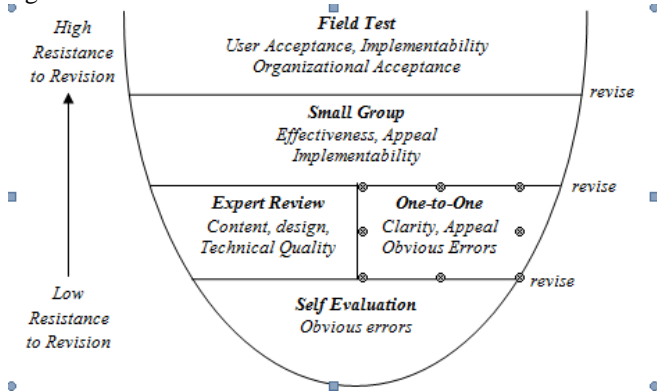 High
Resistance
to Revision
Field Test
User Acceptance, Implementability
Organizational Acceptance
revise
Small Group
Effectiveness, Appeal
Implementability
revise
Expert Review
Content, design,
Technical Quality
One-to-One
Clarity, Appeal
Obvious Errors
revise
Low
Resistance
to Revision
Self Evaluation
Obvious errors